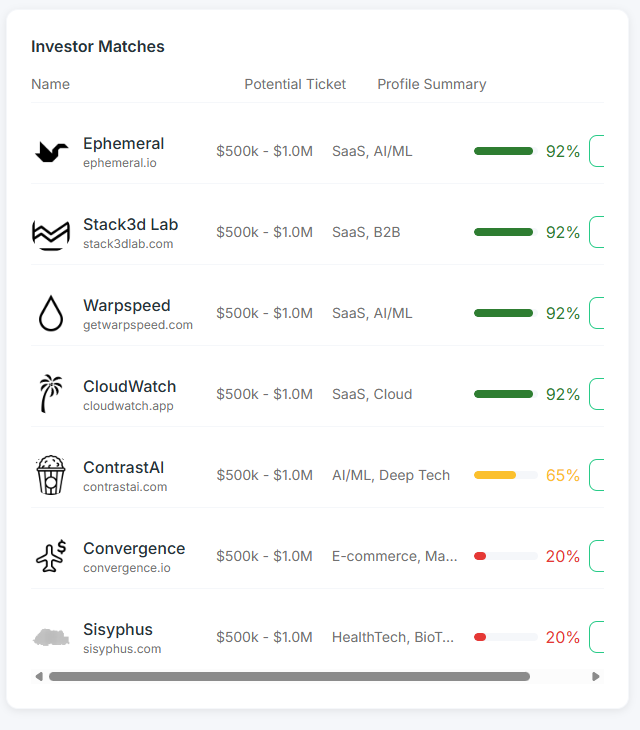 Investor Matches
Name Potential Ticket Profile Summary
Ephemeral
ephemeral.io
$500k - $1.0M SaaS, AI/ML 92%
Stack3d Lab
stack3dlab.com
$500k - $1.0M SaaS, B2B 92%
Warpspeed
getwarpspeed.com
$500k - $1.0M SaaS, AI/ML 92%
CloudWatch
cloudwatch.app
$500k - $1.0M SaaS, Cloud 92%
ContrastAI
contrastai.com
$500k - $1.0M AI/ML, Deep Tech 65%
Convergence
convergence.io
$500k - $1.0M E-commerce, Ma... 20%
Sisyphus
sisyphus.com
$500k - $1.0M HealthTech, BioT... 20%